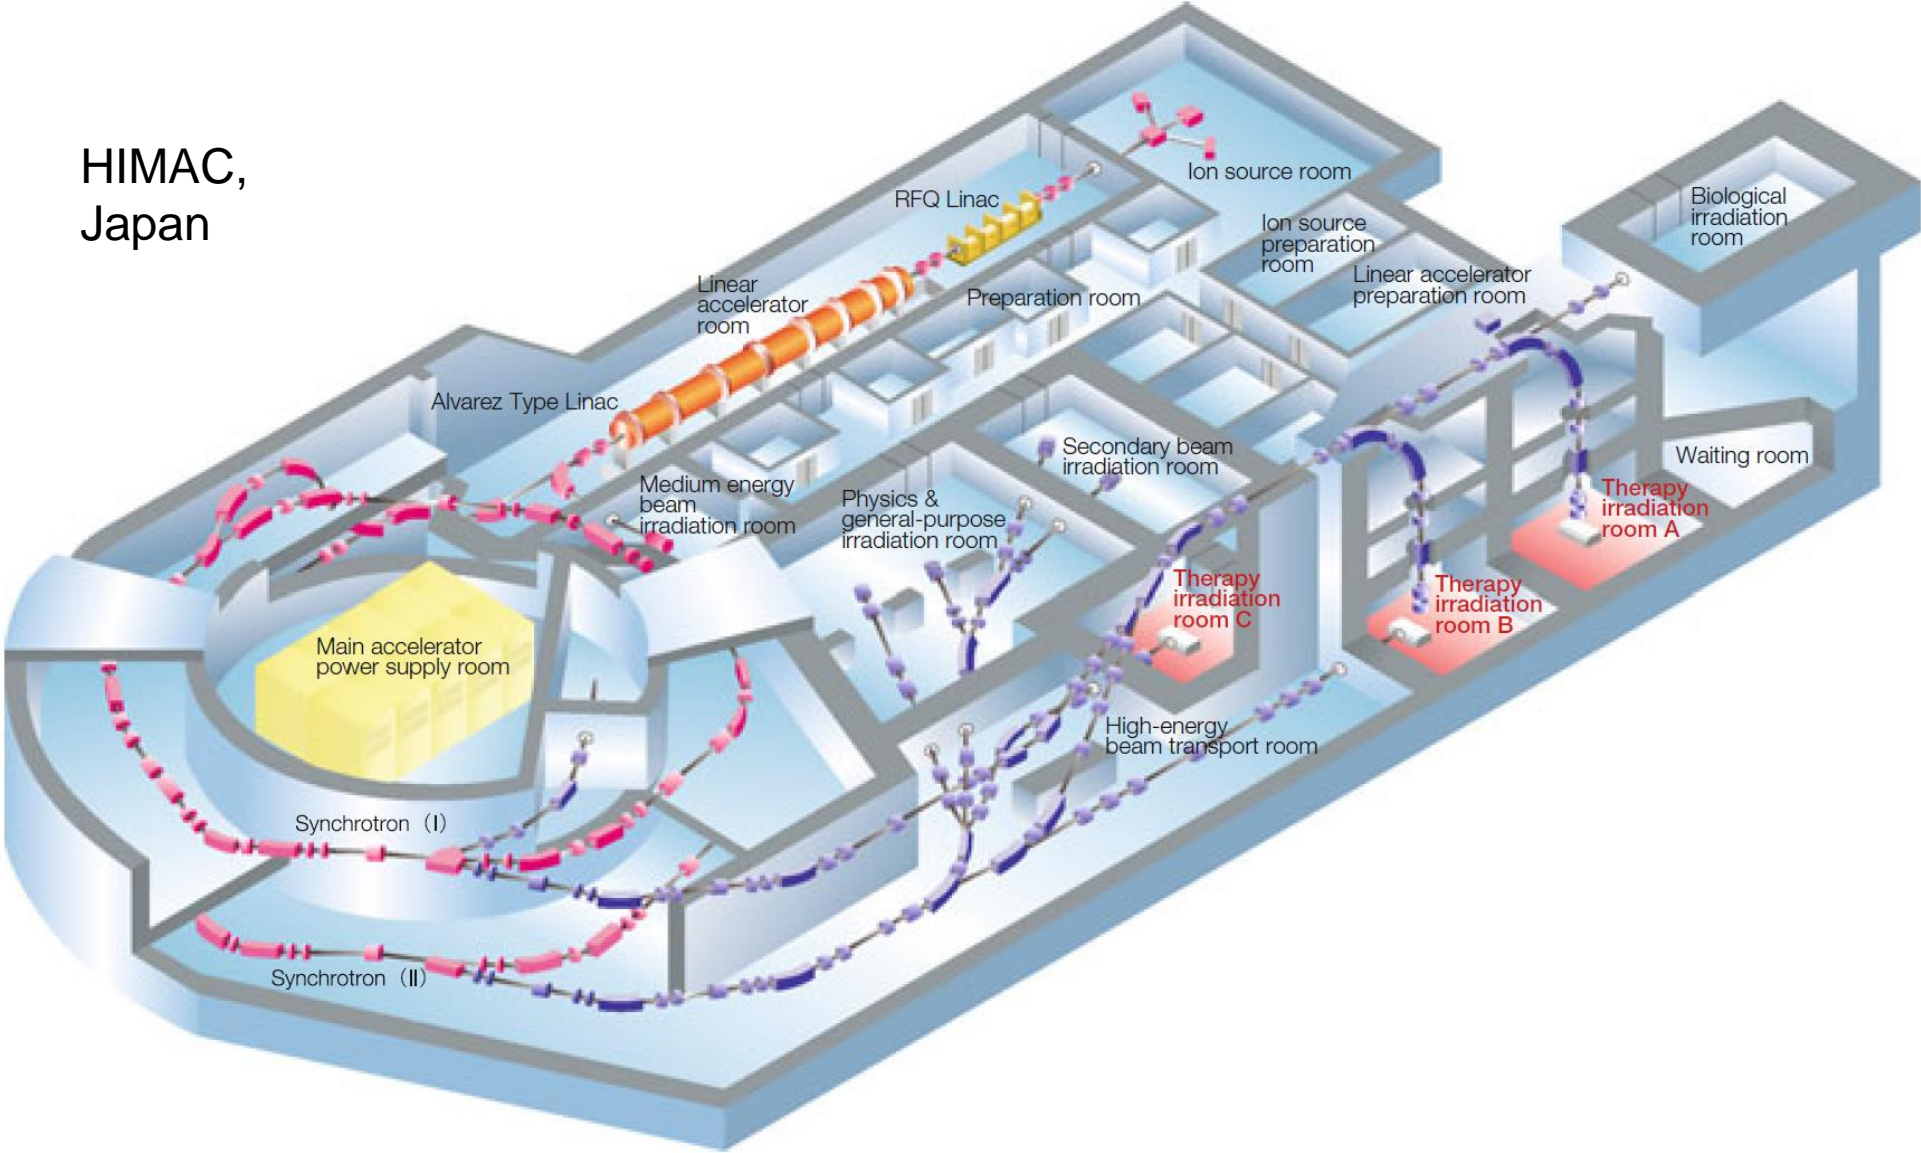 HIMAC,
Japan
Ion source room
RFQ Linac
Biological
irradiation
room
Ion source
preparation
room
Linear accelerator
preparation room
Linear
accelerator
room
Preparation room
Alvarez Type Linac
Secondary beam
irradiation room
Waiting room
Medium energy
beam
irradiation room
Physics &
general-purpose
irradiation room
Therapy
irradiation
room A
Therapy
irradiation
room B
Therapy
irradiation
room C
Main accelerator
power supply room
High-energy
beam transport room
Synchrotron（Ⅰ）
Synchrotron（Ⅱ）